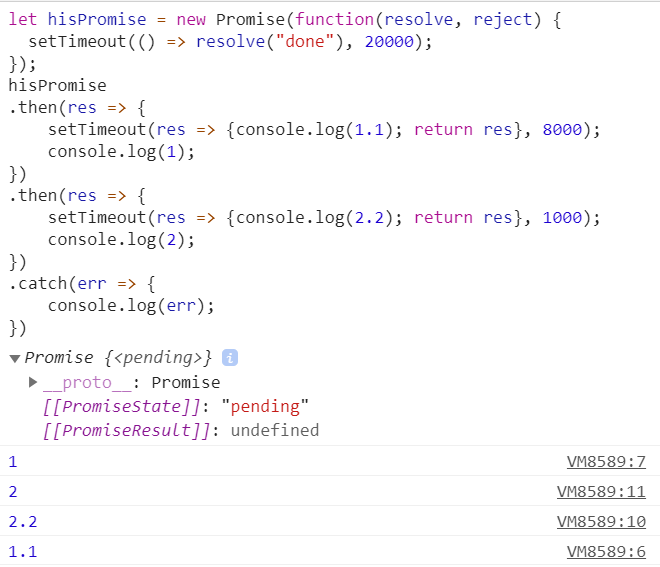 let hisPromise = new Promise(function(resolve, reject) {
  setTimeout(() => resolve("done"), 20000);
});
hisPromise
.then(res => {
    setTimeout(res => {console.log(1.1); return res}, 8000);
    console.log(1);
})
.then(res => {
    setTimeout(res => {console.log(2.2); return res}, 1000);
    console.log(2);
})
.catch(err => {
    console.log(err);
})
▼Promise {<pending>} i
▶__proto__: Promise
[[PromiseState]]: "pending"
[[PromiseResult]]: undefined
1 VM8589:7
2 VM8589:11
2.2 VM8589:10
1.1 VM8589:6